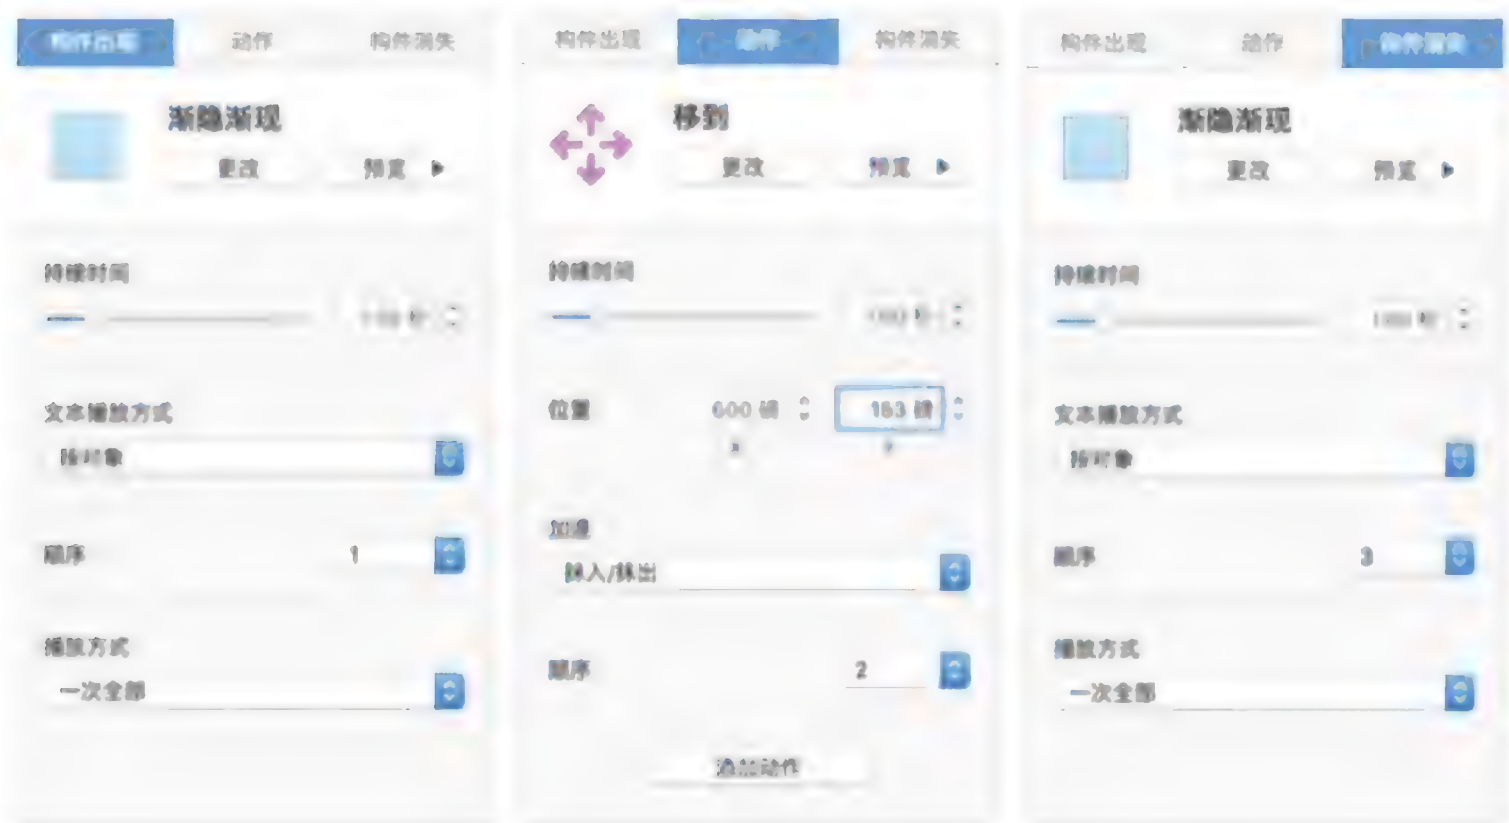 构件出现 动作 构件消失
渐隐渐现
更改 预览
持续时间
文本播放方式
按对象
顺序 1
播放方式
一次全部
构件出现 动作 构件消失
移到
更改 预览
持续时间
位置 600 磅 163 磅
x y
加速
缓入/缓出
顺序 2
添加动作
构件出现 动作 构件消失
渐隐渐现
更改 预览
持续时间
文本播放方式
按对象
顺序 3
播放方式
一次全部